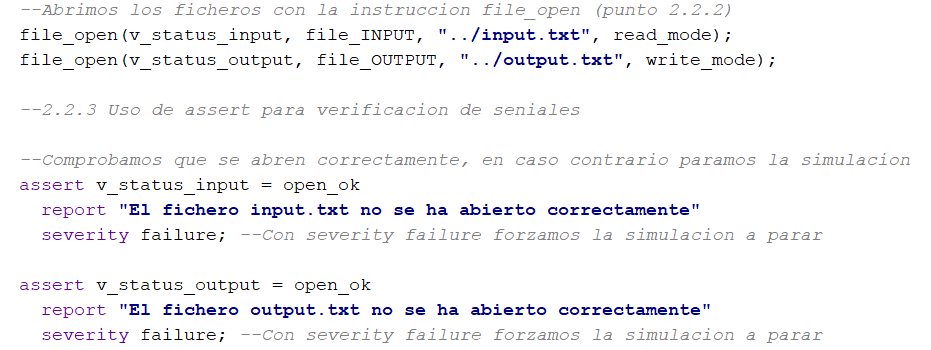 --Abrimos los ficheros con la instruccion file_open (punto 2.2.2)
file_open(v_status_input, file_INPUT, "../input.txt", read_mode);
file_open(v_status_output, file_OUTPUT, "../output.txt", write_mode);
--2.2.3 Uso de assert para verificacion de seniales
--Comprobamos que se abren correctamente, en caso contrario paramos la simulacion
assert v_status_input = open_ok
report "El fichero input.txt no se ha abierto correctamente"
severity failure; --Con severity failure forzamos la simulacion a parar
assert v_status_output = open_ok
report "El fichero output.txt no se ha abierto correctamente"
severity failure; --Con severity failure forzamos la simulacion a parar